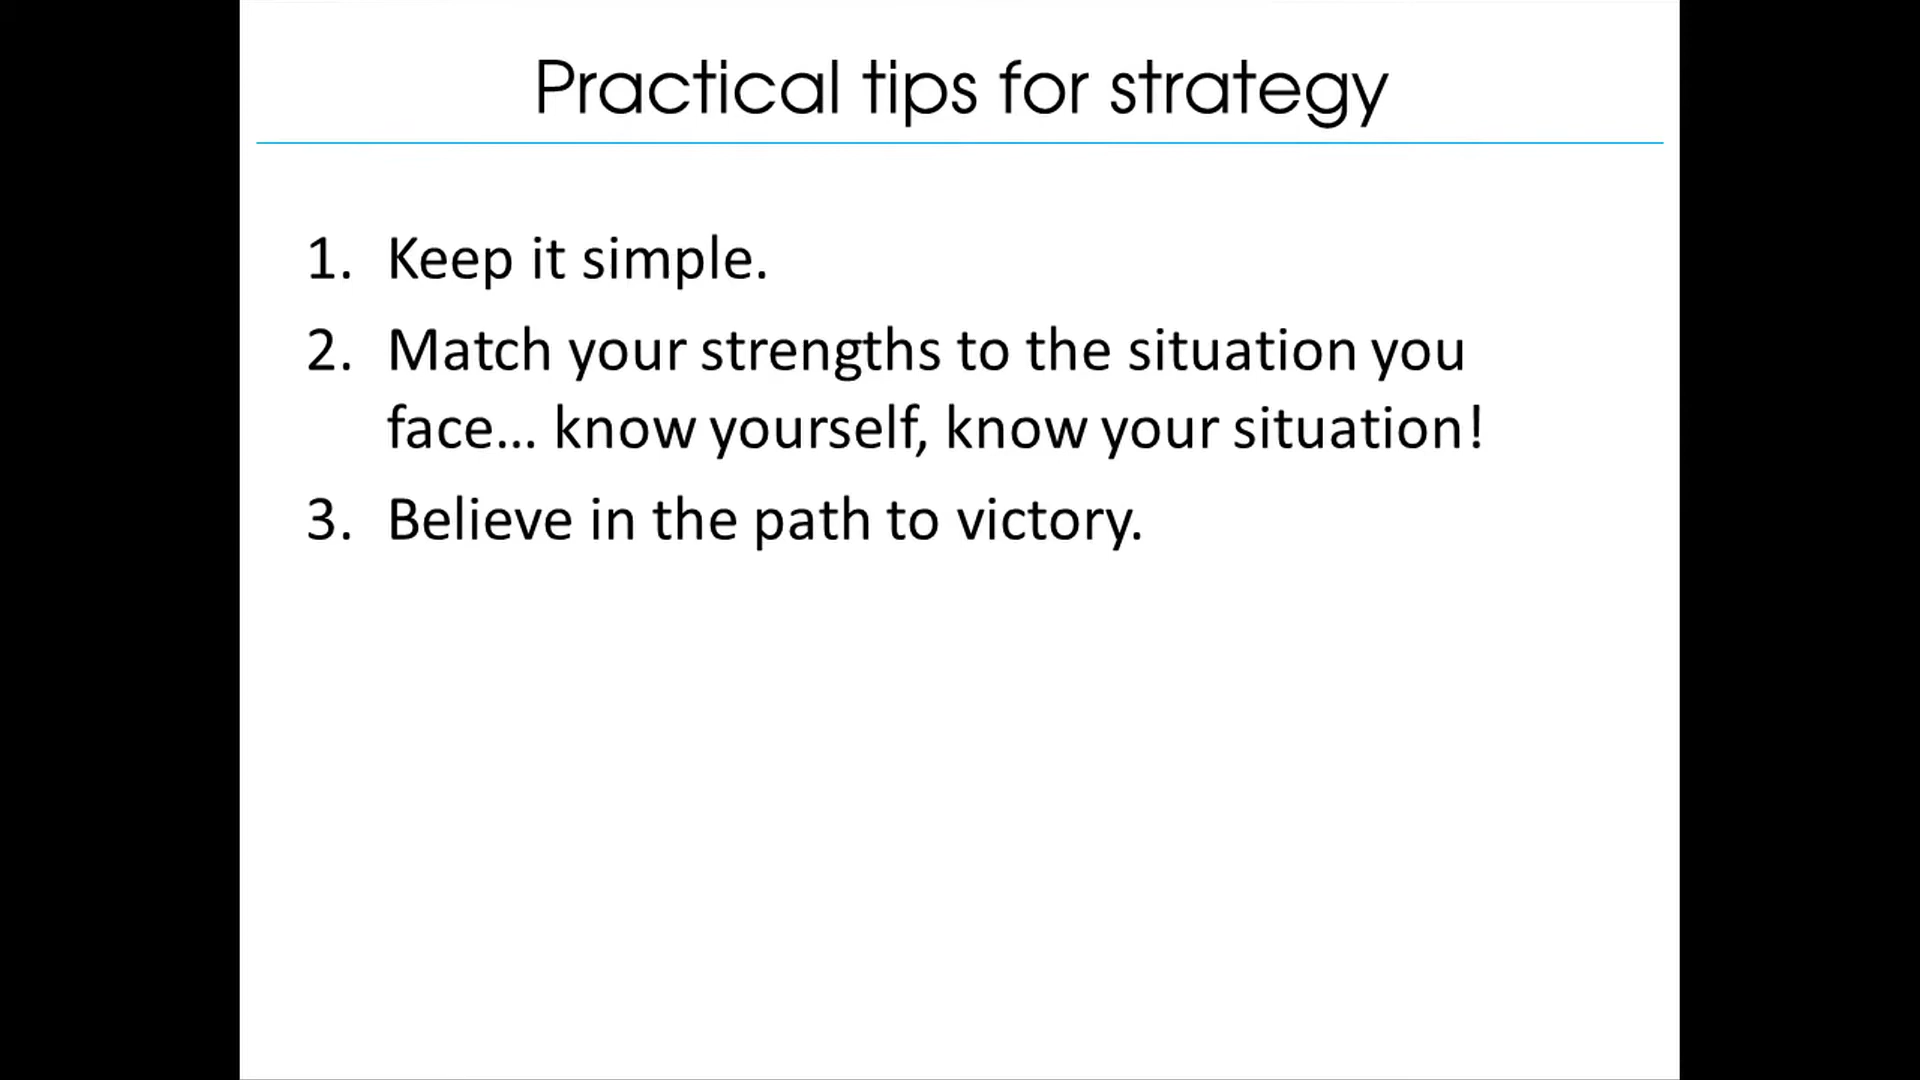 Practical tips for strategy
1. Keep it simple.
2. Match your strengths to the situation you
face... know yourself, know your situation!
3. Believe in the path to victory.